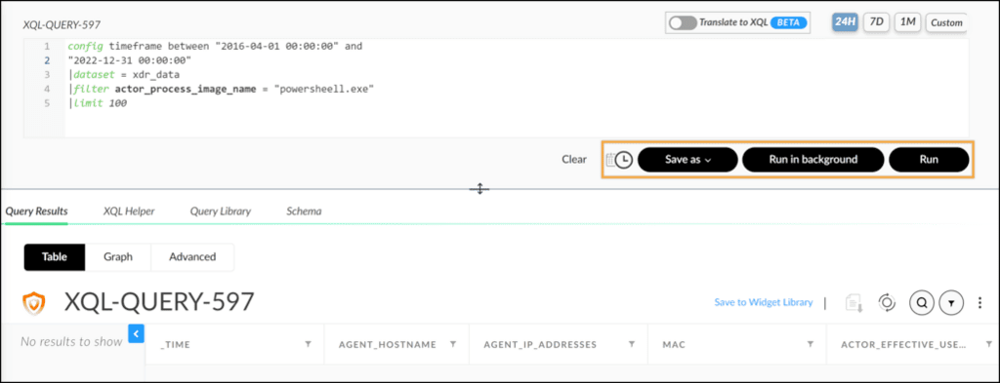 XQL-QUERY-597
Translate to XQL BETA
24H 7D 1M Custom
1 config timeframe between "2016-04-01 00:00:00" and
2 "2022-12-31 00:00:00"
3 |dataset = xdr_data
4 |filter actor_process_image_name = "powersheell.exe"
5 |limit 100
Clear Save as Run in background Run
Query Results XQL Helper Query Library Schema
Table Graph Advanced
XQL-QUERY-597
Save to Widget Library
No results to show
_TIME AGENT_HOSTNAME AGENT_IP_ADDRESSES MAC ACTOR_EFFECTIVE_USE...